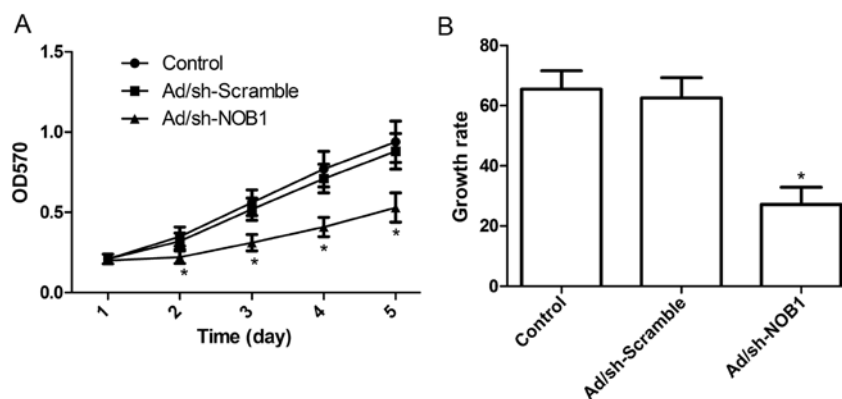 A
Control
Ad/sh-Scramble
Ad/sh-NOB1
OD570
1.5
1.0
0.5
0.0
*
*
*
*
1
2
3
4
5
Time (day)
B
Growth rate
80
60
40
20
0
*
Control
Ad/sh-Scramble
Ad/sh-NOB1